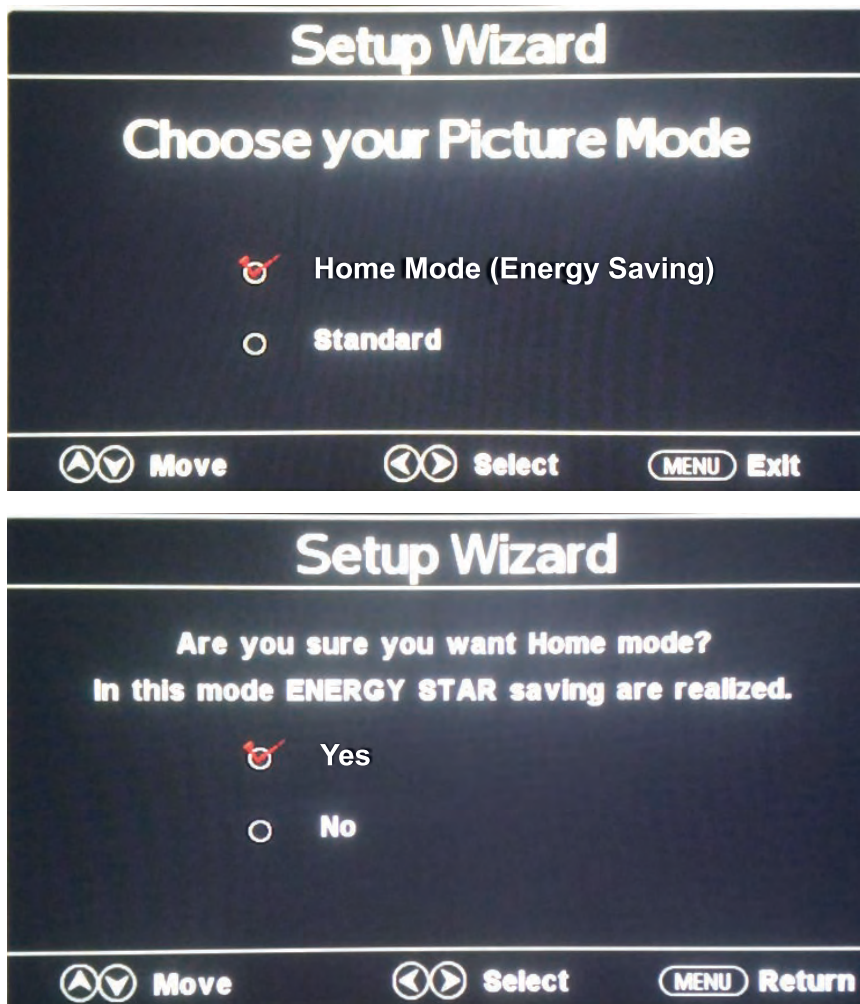 Setup Wizard
Choose your Picture Mode
Home Mode (Energy Saving)
Standard
Move Select MENU Exit
Setup Wizard
Are you sure you want Home mode?
In this mode ENERGY STAR saving are realized.
Yes
No
Move Select MENU Return